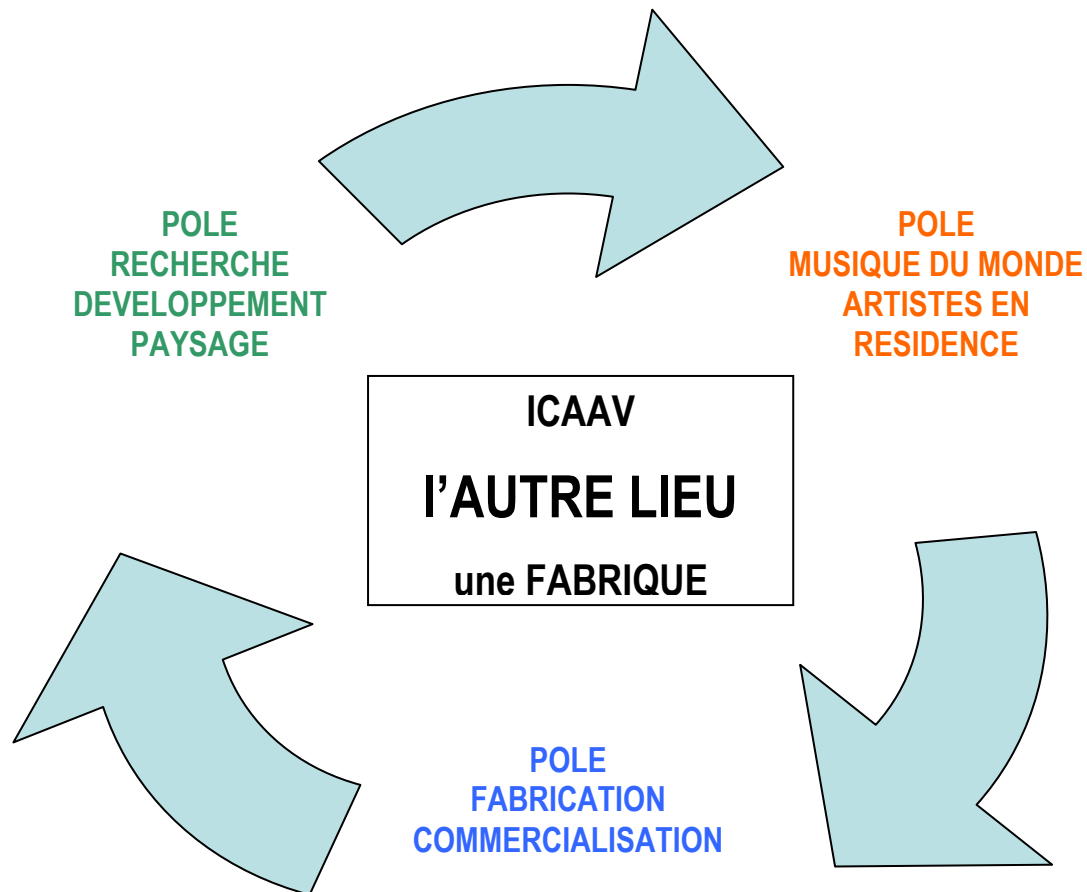 POLE
RECHERCHE
DEVELOPPEMENT
PAYSAGE
POLE
MUSIQUE DU MONDE
ARTISTES EN
RESIDENCE
ICAAV
l’AUTRE LIEU
une FABRIQUE
POLE
FABRICATION
COMMERCIALISATION